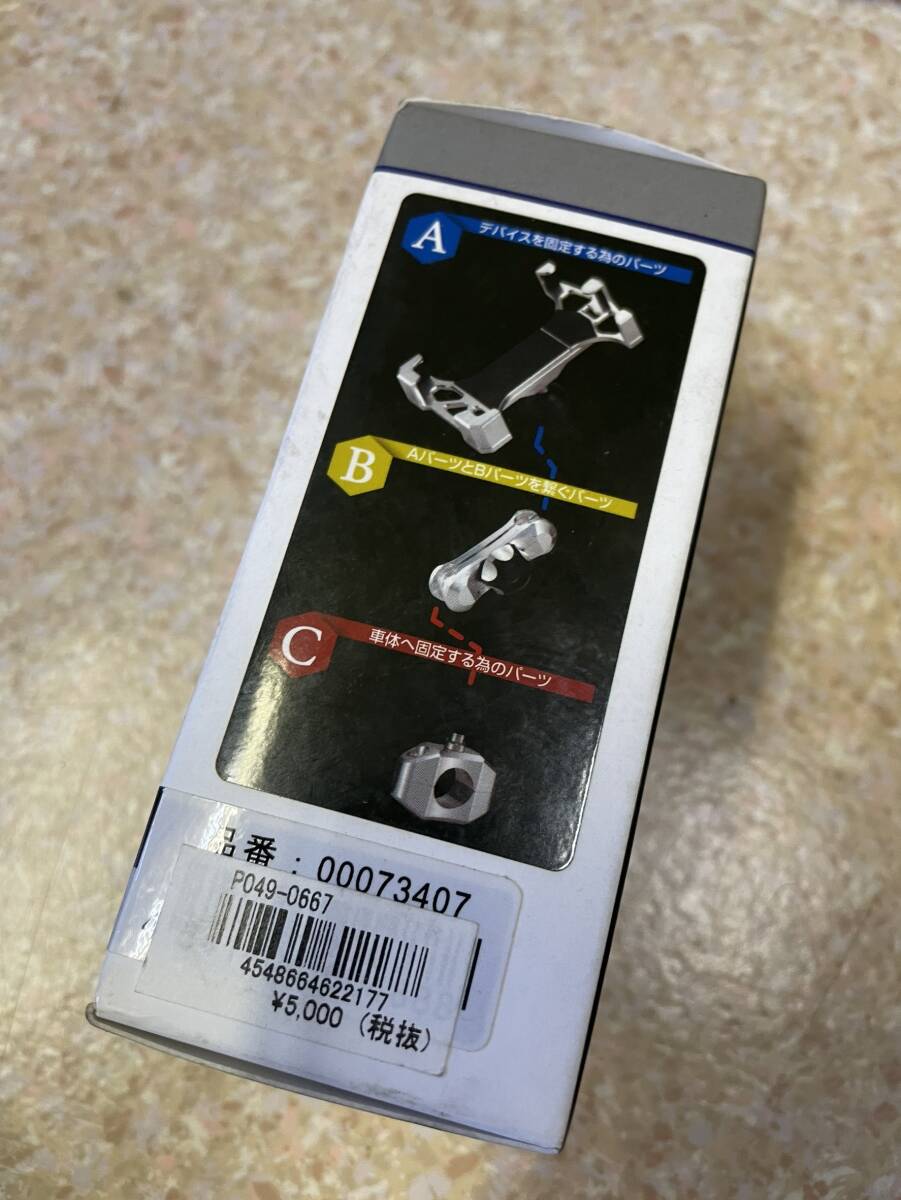 A
デバイスを固定する為のパーツ
B
AパーツとBパーツを繋ぐパーツ
C
車体へ固定する為のパーツ
品番：00073407
P049-0667
4548664622177
¥5,000 (税抜)